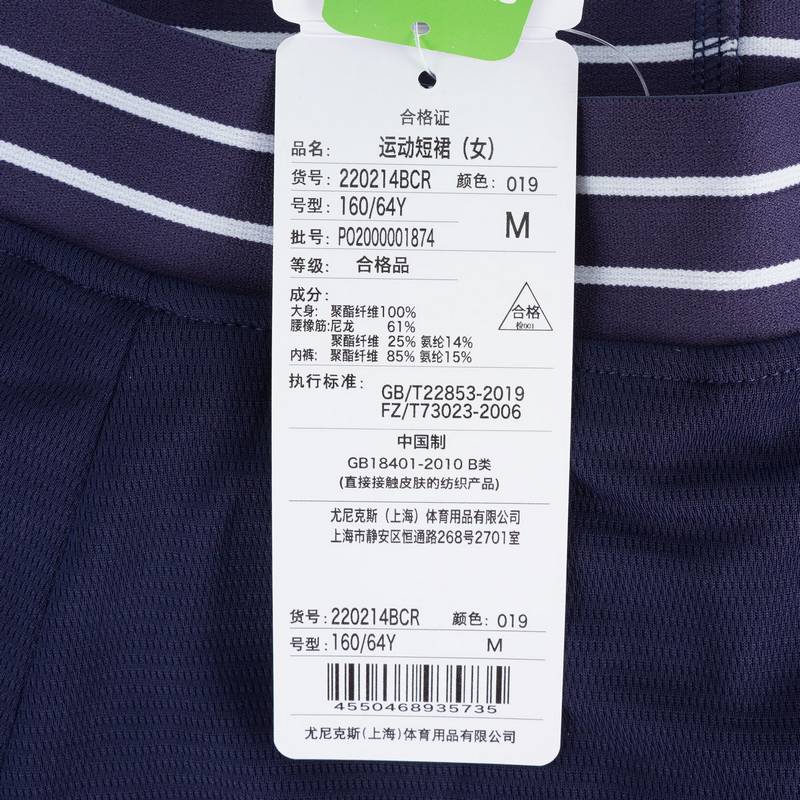 合格证
品名： 运动短裙（女）
货号：220214BCR 颜色：019
号型：160/64Y M
批号：PO2000001874
等级： 合格品
成分：
大身：聚酯纤维100%
腰橡筋：尼龙 61%
聚酯纤维 25% 氨纶14%
内裤：聚酯纤维 85% 氨纶15%
合格
检001
执行标准：
GB/T22853-2019
FZ/T73023-2006
中国制
GB18401-2010 B类
(直接接触皮肤的纺织产品)
尤尼克斯（上海）体育用品有限公司
上海市静安区恒通路268号2701室
货号：220214BCR 颜色：019
号型：160/64Y M
4550468935735
尤尼克斯(上海)体育用品有限公司